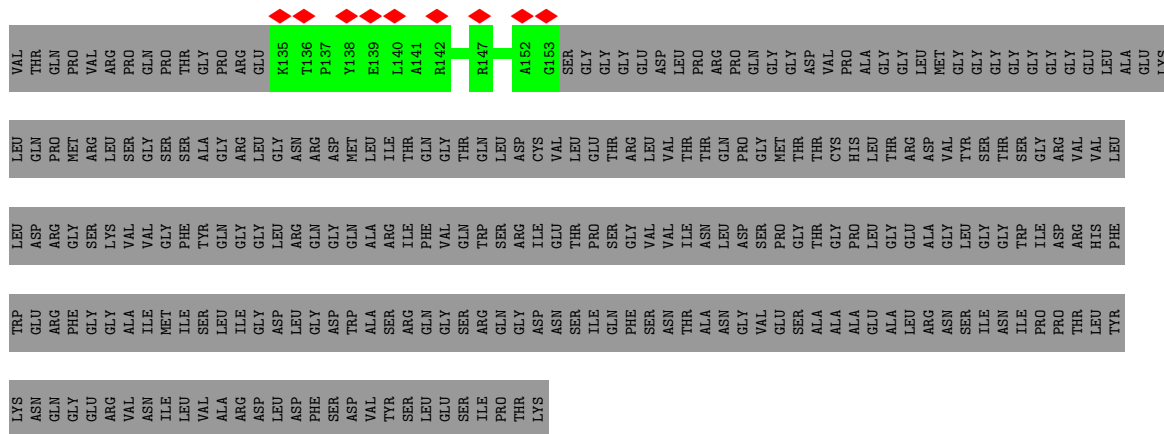 VAL THR GLN PRO VAL ARG PRO GLN PRO THR GLY PRO ARG GLU K135 T136 P137 Y138 E139 L140 A141 R142 R147 A152 G153 SER GLY GLY GLY GLU ASP LEU PRO ARG PRO GLN GLY GLY ASP VAL PRO ALA GLY GLY LEU MET GLY GLY GLY GLY GLY GLY GLY GLU LEU ALA GLU LYS
LEU GLN PRO MET ARG LEU SER GLY SER SER ALA GLY ARG LEU GLY ASN ARG ASP MET LEU ILE THR GLN GLY THR GLN LEU ASP CYS VAL LEU GLU THR ARG LEU VAL THR THR GLN PRO GLY MET THR THR CYS HIS LEU THR ARG ASP VAL TYR SER THR SER GLY ARG VAL VAL LEU
LEU ASP ARG GLY SER LYS VAL VAL GLY PHE TYR GLN GLY GLY LEU ARG GLN GLY GLN ALA ARG ILE PHE VAL GLN TRP SER ARG ILE GLU THR PRO SER GLY VAL VAL ILE ASN LEU ASP SER PRO GLY THR GLY PRO LEU GLY GLU ALA GLY LEU GLY GLY TRP ILE ASP ARG HIS PHE
TRP GLU ARG PHE GLY GLY ALA ILE MET ILE SER LEU ILE GLY ASP LEU GLY ASP TRP ALA SER ARG GLN GLY SER ARG GLN GLY ASP ASN SER ILE GLN PHE SER ASN THR ALA ASN GLY VAL GLU SER ALA ALA ALA GLU ALA LEU ARG ASN SER ILE ASN ILE PRO PRO THR LEU TYR
LYS ASN GLN GLY GLU ARG VAL ASN ILE LEU VAL ALA ARG ASP LEU ASP PHE SER ASP VAL TYR SER LEU GLU SER ILE PRO THR LYS